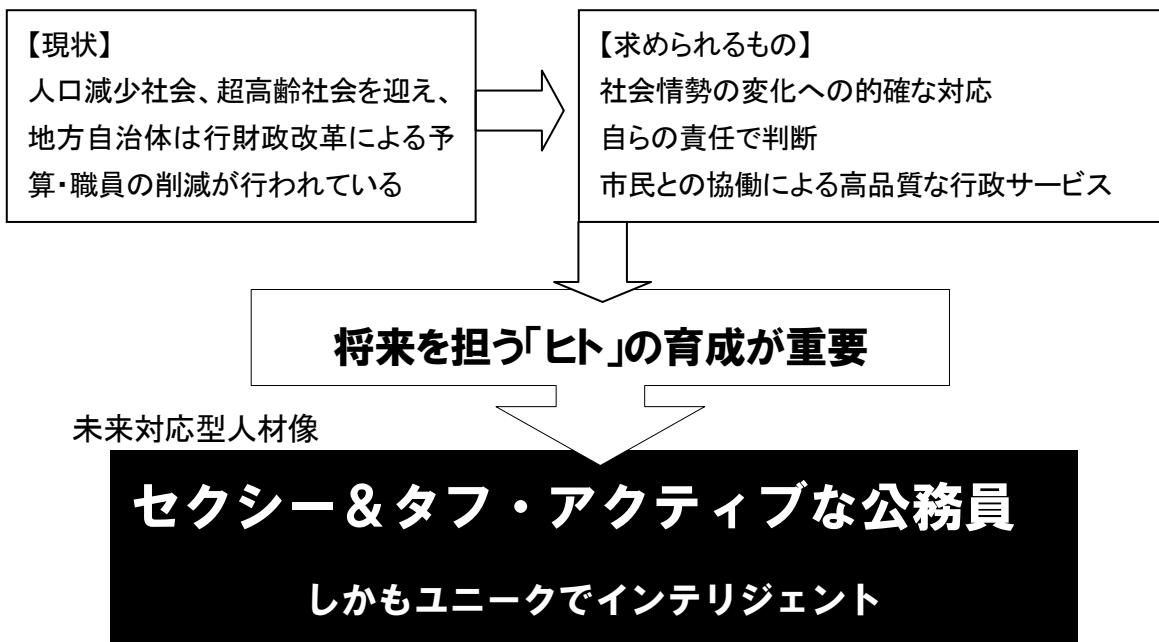 【現状】
人口減少社会、超高齢社会を迎え、
地方自治体は行財政改革による予
算・職員の削減が行われている
【求められるもの】
社会情勢の変化への的確な対応
自らの責任で判断
市民との協働による高品質な行政サービス
将来を担う「ヒト」の育成が重要
未来対応型人材像
セクシー＆タフ・アクティブな公務員
しかもユニークでインテリジェント